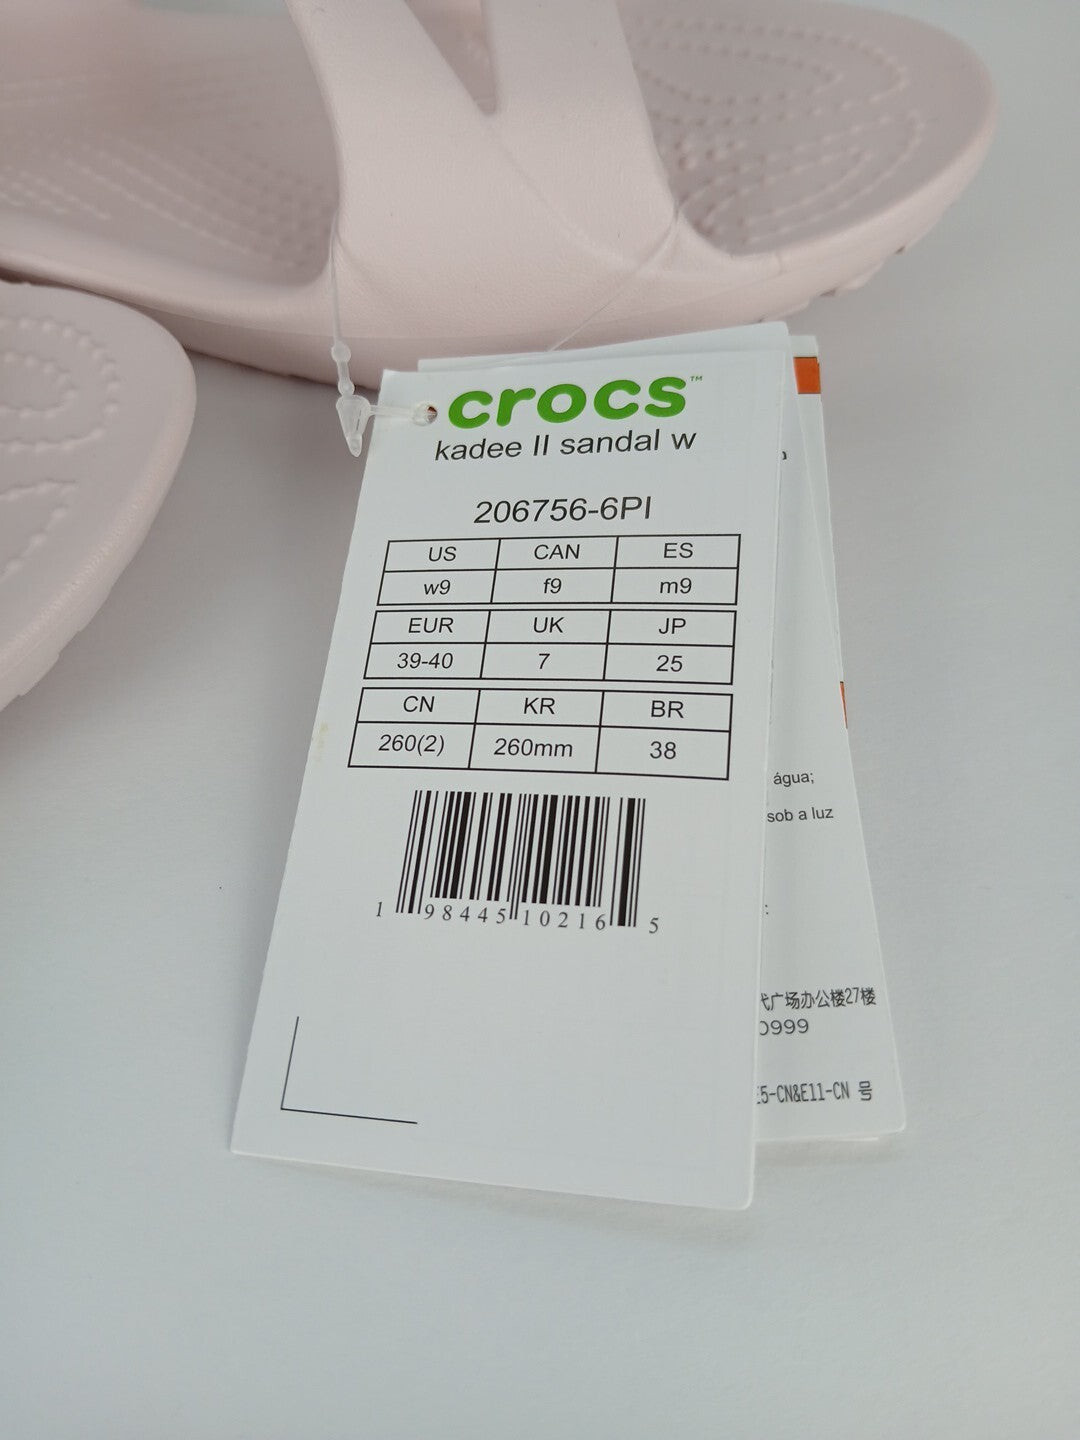 crocs™
kadee II sandal w
206756-6PI
US CAN ES
w9 f9 m9
EUR UK JP
39-40 7 25
CN KR BR
260(2) 260mm 38
1 98445 10216 5
água;
sob a luz
:
广场办公楼27楼
0999
E5-CN&E11-CN 号